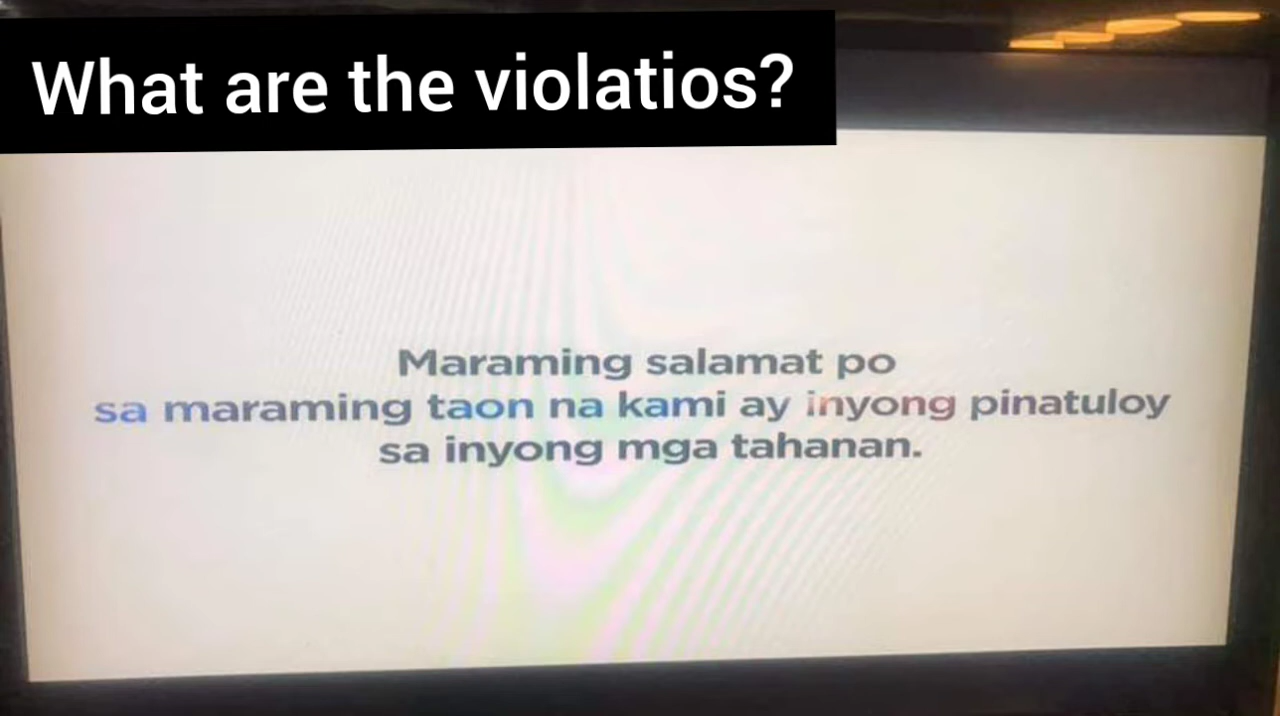 What are the violatios?
Maraming salamat po
sa maraming taon na kami ay inyong pinatuloy
sa inyong mga tahanan.